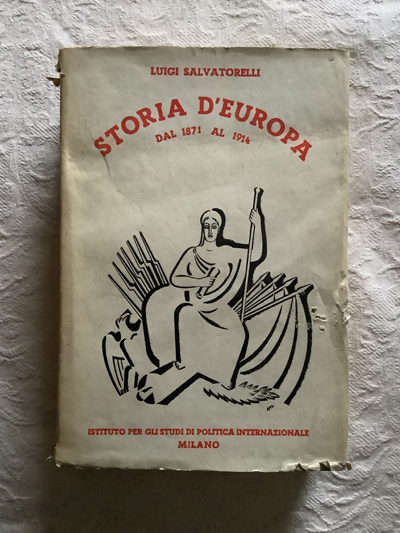 LUIGI SALVATORELLI
STORIA D'EUROPA
DAL 1871 AL 1914
ISTITUTO PER GLI STUDI DI POLITICA INTERNAZIONALE
MILANO